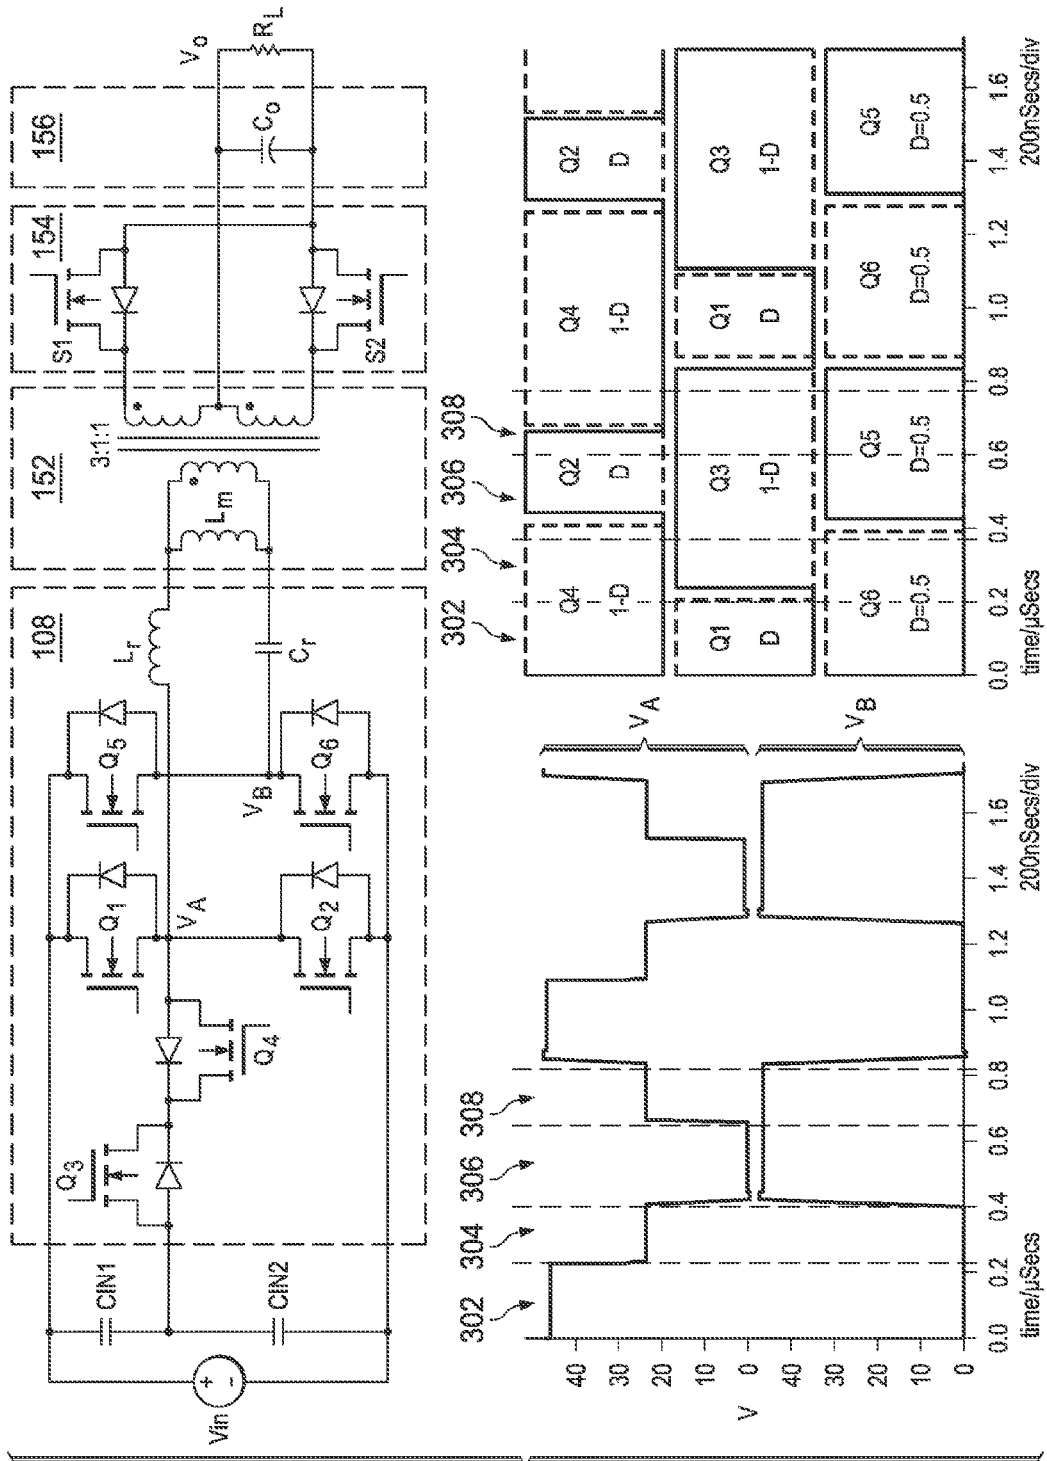 108
152
154
156
Vin
CIN1
CIN2
Q3
Q4
Q1
Q5
Lr
VA
VB
Q2
Q6
Cr
Lm
3:1:1
S1
S2
Co
Vo
RL
302
304
306
308
V
40
30
20
10
0
40
30
20
10
0
VA
VB
0.0
0.2
0.4
0.6
0.8
1.0
1.2
1.4
1.6
time/µSecs
200nSecs/div
302
304
306
308
Q4
1-D
Q2
D
Q4
1-D
Q2
D
Q1
D
Q3
1-D
Q1
D
Q3
1-D
Q6
D=0.5
Q5
D=0.5
Q6
D=0.5
Q5
D=0.5
0.0
0.2
0.4
0.6
0.8
1.0
1.2
1.4
1.6
time/µSecs
200nSecs/div